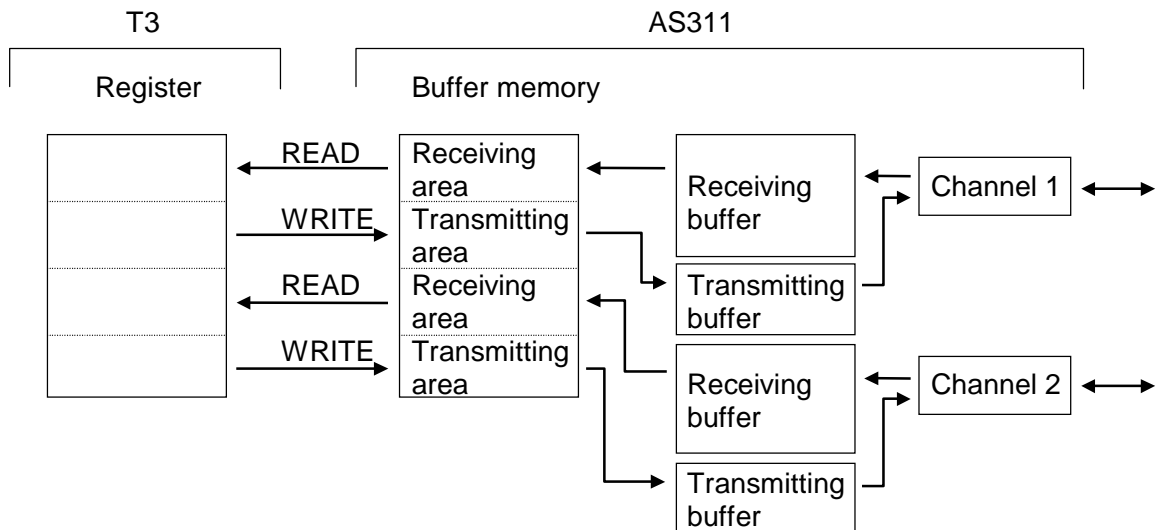 T3
AS311
Register
Buffer memory
READ
Receiving
area
WRITE
Transmitting
area
READ
Receiving
area
WRITE
Transmitting
area
Receiving
buffer
Transmitting
buffer
Receiving
buffer
Transmitting
buffer
Channel 1
Channel 2